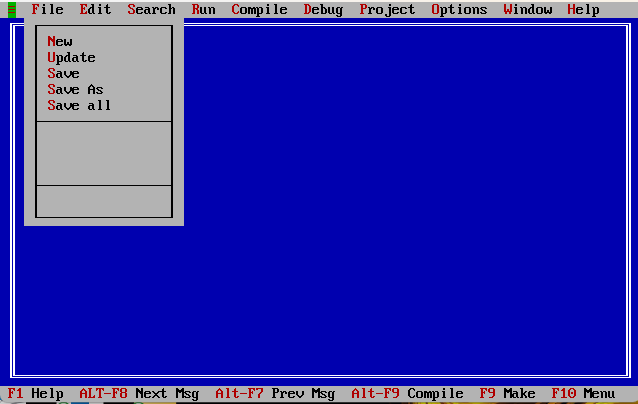 File Edit Search Run Compile Debug Project Options Window Help
New
Update
Save
Save As
Save all
F1 Help ALT-F8 Next Msg Alt-F7 Prev Msg Alt-F9 Compile F9 Make F10 Menu